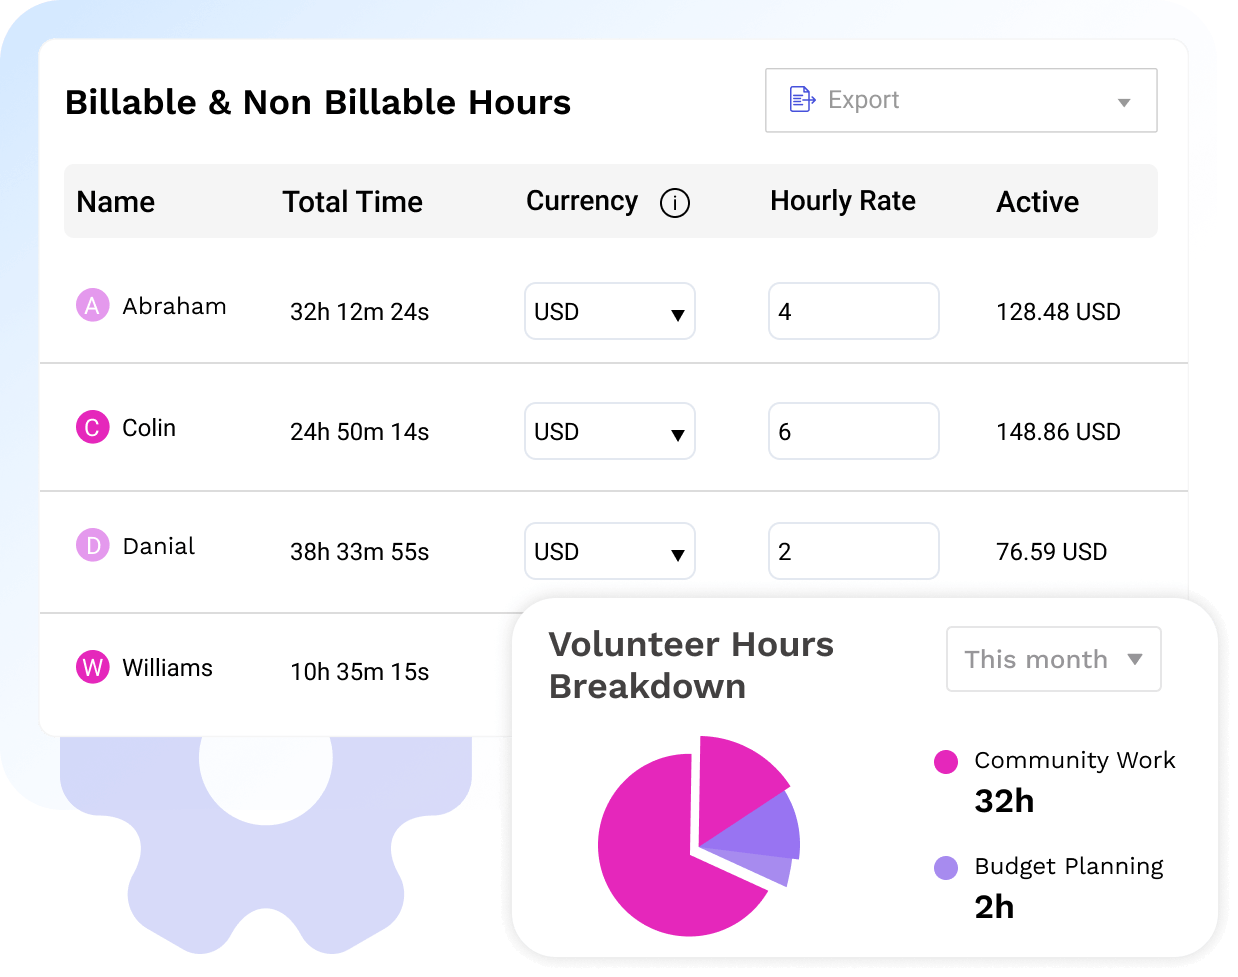 Billable & Non Billable Hours
Export
Name Total Time Currency i Hourly Rate Active
A Abraham 32h 12m 24s USD 4 128.48 USD
C Colin 24h 50m 14s USD 6 148.86 USD
D Danial 38h 33m 55s USD 2 76.59 USD
W Williams 10h 35m 15s
Volunteer Hours
Breakdown
This month
Community Work
32h
Budget Planning
2h